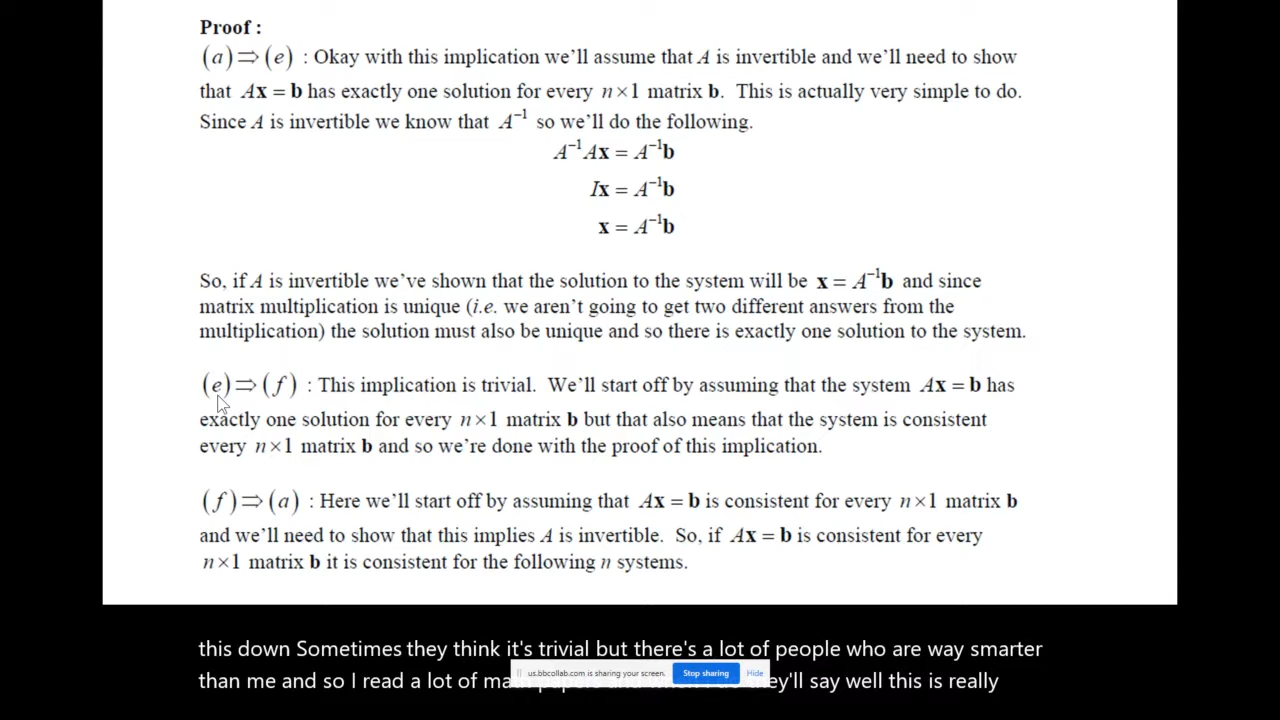 Proof :
(a) ⇒ (e) : Okay with this implication we'll assume that A is invertible and we'll need to show
that Ax = b has exactly one solution for every n×1 matrix b. This is actually very simple to do.
Since A is invertible we know that A⁻¹ so we'll do the following.
A⁻¹Ax = A⁻¹b
Ix = A⁻¹b
x = A⁻¹b
So, if A is invertible we've shown that the solution to the system will be x = A⁻¹b and since
matrix multiplication is unique (i.e. we aren't going to get two different answers from the
multiplication) the solution must also be unique and so there is exactly one solution to the system.
(e) ⇒ (f) : This implication is trivial. We'll start off by assuming that the system Ax = b has
exactly one solution for every n×1 matrix b but that also means that the system is consistent
every n×1 matrix b and so we're done with the proof of this implication.
(f) ⇒ (a) : Here we'll start off by assuming that Ax = b is consistent for every n×1 matrix b
and we'll need to show that this implies A is invertible. So, if Ax = b is consistent for every
n×1 matrix b it is consistent for the following n systems.
this down Sometimes they think it's trivial but there's a lot of people who are way smarter
us.bbcollab.com is sharing your screen. Stop sharing Hide
than me and so I read a lot of they'll say well this is really